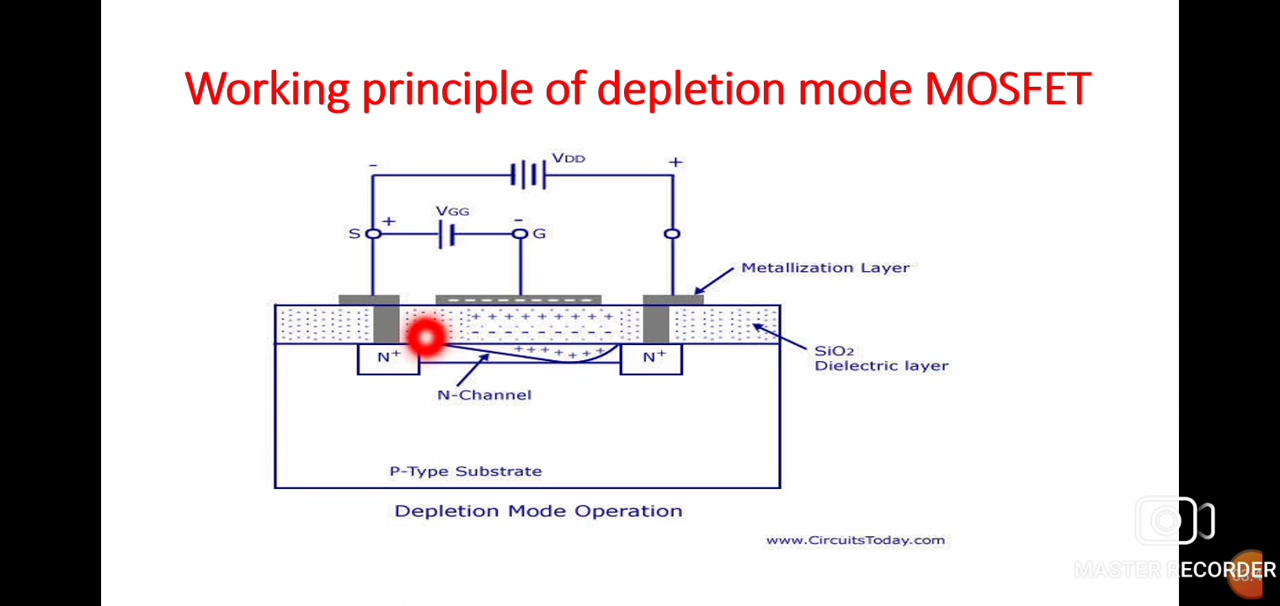 Working principle of depletion mode MOSFET
- VDD +
VGG
S + - G
Metallization Layer
SiO2
Dielectric layer
N+ N+
N-Channel
P-Type Substrate
Depletion Mode Operation
www.CircuitsToday.com
MASTER RECORDER